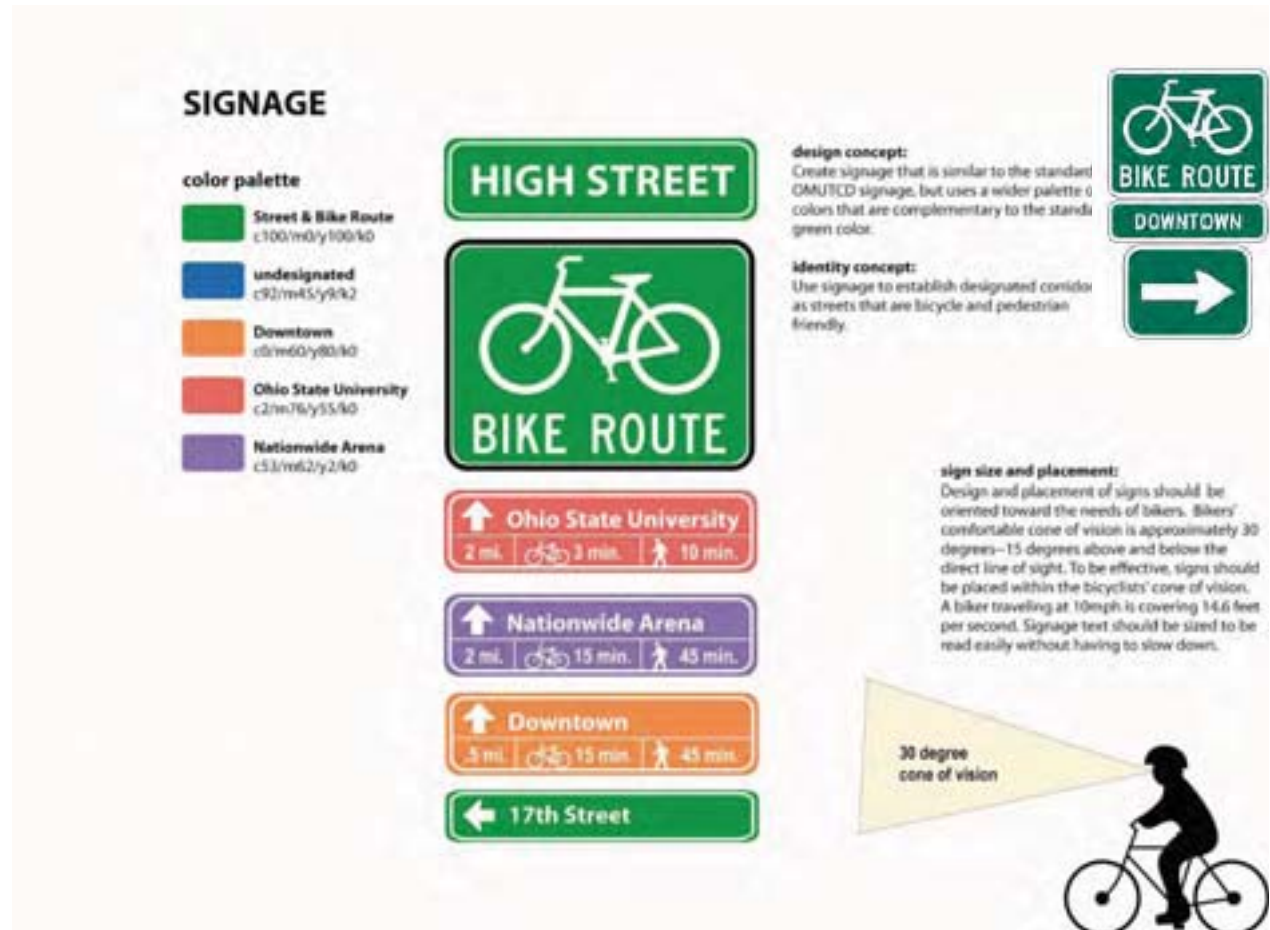 SIGNAGE
color palette
Street & Bike Route
c100/m0/y100/k0
undesignated
c92/m45/y9/k2
Downtown
c0/m60/y80/k0
Ohio State University
c2/m76/y55/k0
Nationwide Arena
c53/m62/y2/k0
HIGH STREET
BIKE ROUTE
Ohio State University
2 mi. 3 min. 10 min.
Nationwide Arena
2 mi. 15 min. 45 min.
Downtown
.5 mi. 15 min. 45 min.
17th Street
design concept:
Create signage that is similar to the standard
OMUTCD signage, but uses a wider palette o
colors that are complementary to the standa
green color.
identity concept:
Use signage to establish designated corrido
as streets that are bicycle and pedestrian
friendly.
BIKE ROUTE
DOWNTOWN
sign size and placement:
Design and placement of signs should be
oriented toward the needs of bikers. Bikers'
comfortable cone of vision is approximately 30
degrees–15 degrees above and below the
direct line of sight. To be effective, signs should
be placed within the bicyclists' cone of vision.
A biker traveling at 10mph is covering 14.6 feet
per second. Signage text should be sized to be
read easily without having to slow down.
30 degree
cone of vision